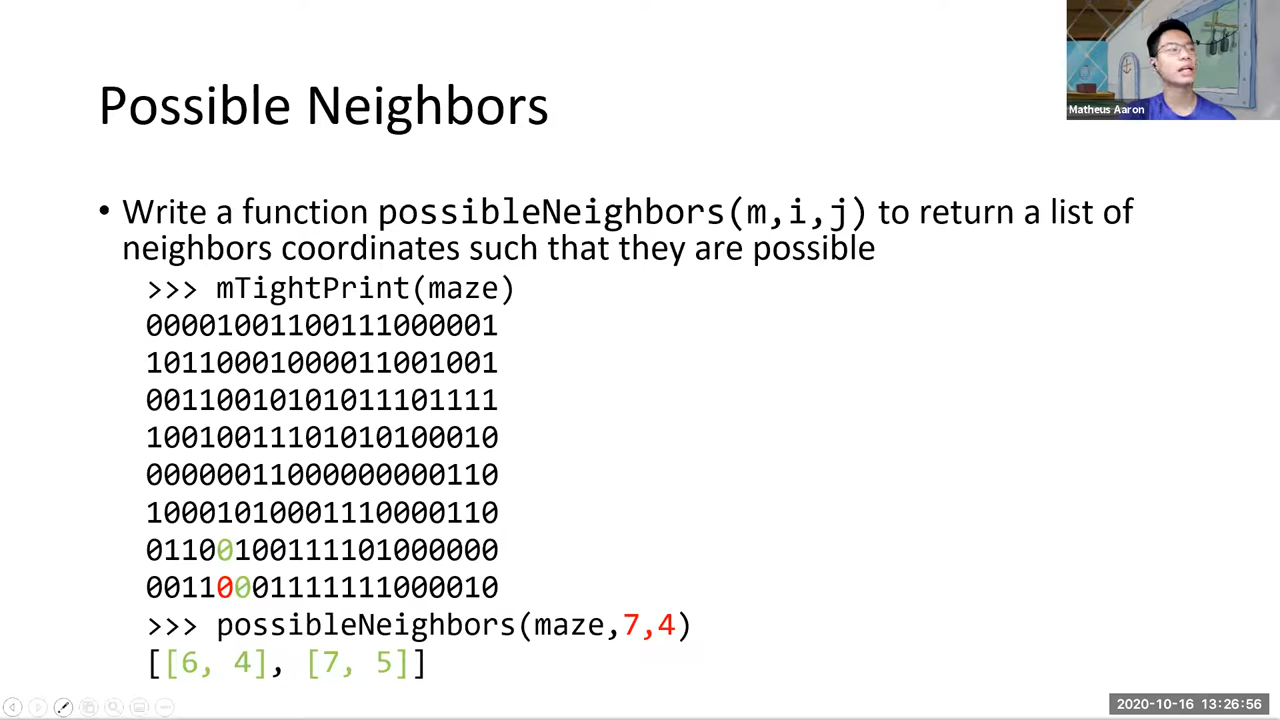 Matheus Aaron
Possible Neighbors
• Write a function possibleNeighbors(m,i,j) to return a list of
neighbors coordinates such that they are possible
>>> mTightPrint(maze)
00001001100111000001
10110001000011001001
00110010101011101111
10010011101010100010
00000011000000000110
10001010001110000110
01100100111101000000
00110001111111000010
>>> possibleNeighbors(maze,7,4)
[[6, 4], [7, 5]]
2020-10-16 13:26:56